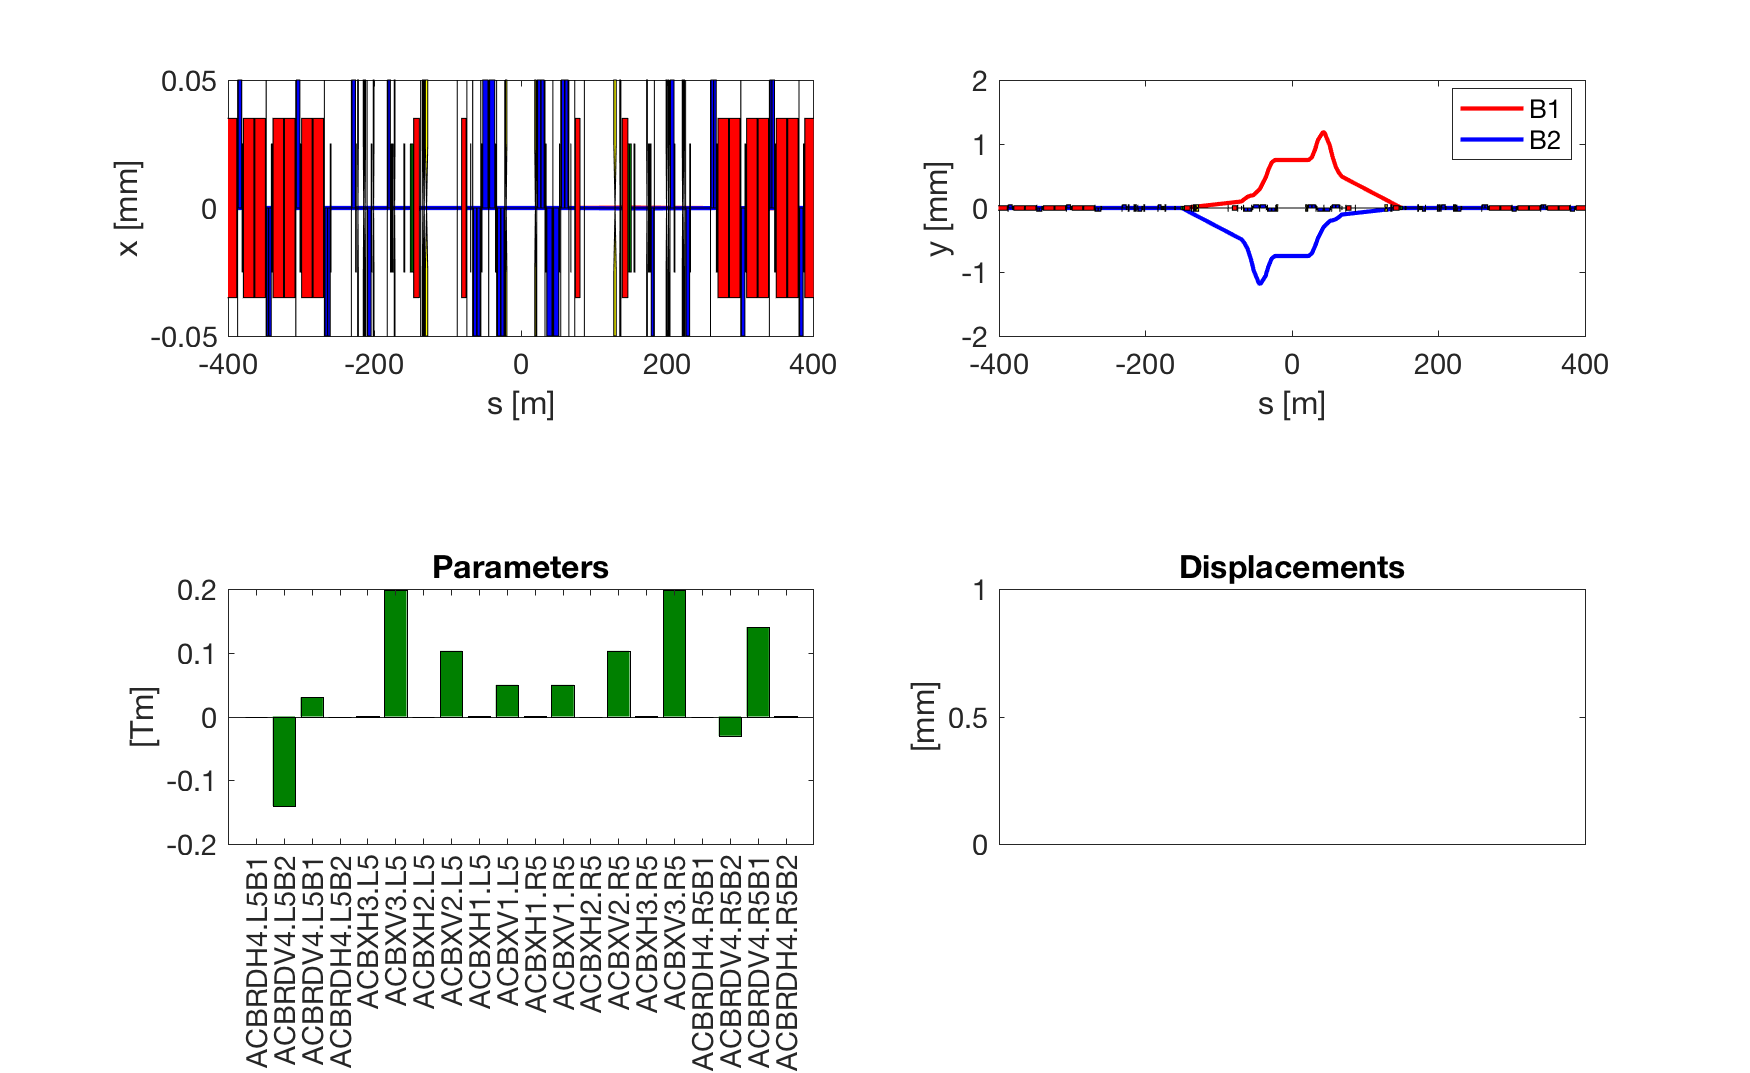 0.05
0
-0.05
-400
-200
0
200
400
x [mm]
s [m]
2
1
0
-1
-2
-400
-200
0
200
400
y [mm]
s [m]
B1
B2
Parameters
0.2
0.1
0
-0.1
-0.2
[Tm]
ACBRDH4.L5B1
ACBRDV4.L5B2
ACBRDV4.L5B1
ACBRDH4.L5B2
ACBXH3.L5
ACBXV3.L5
ACBXH2.L5
ACBXV2.L5
ACBXH1.L5
ACBXV1.L5
ACBXH1.R5
ACBXV1.R5
ACBXH2.R5
ACBXV2.R5
ACBXH3.R5
ACBXV3.R5
ACBRDH4.R5B1
ACBRDV4.R5B2
ACBRDV4.R5B1
ACBRDH4.R5B2
Displacements
1
0.5
0
[mm]